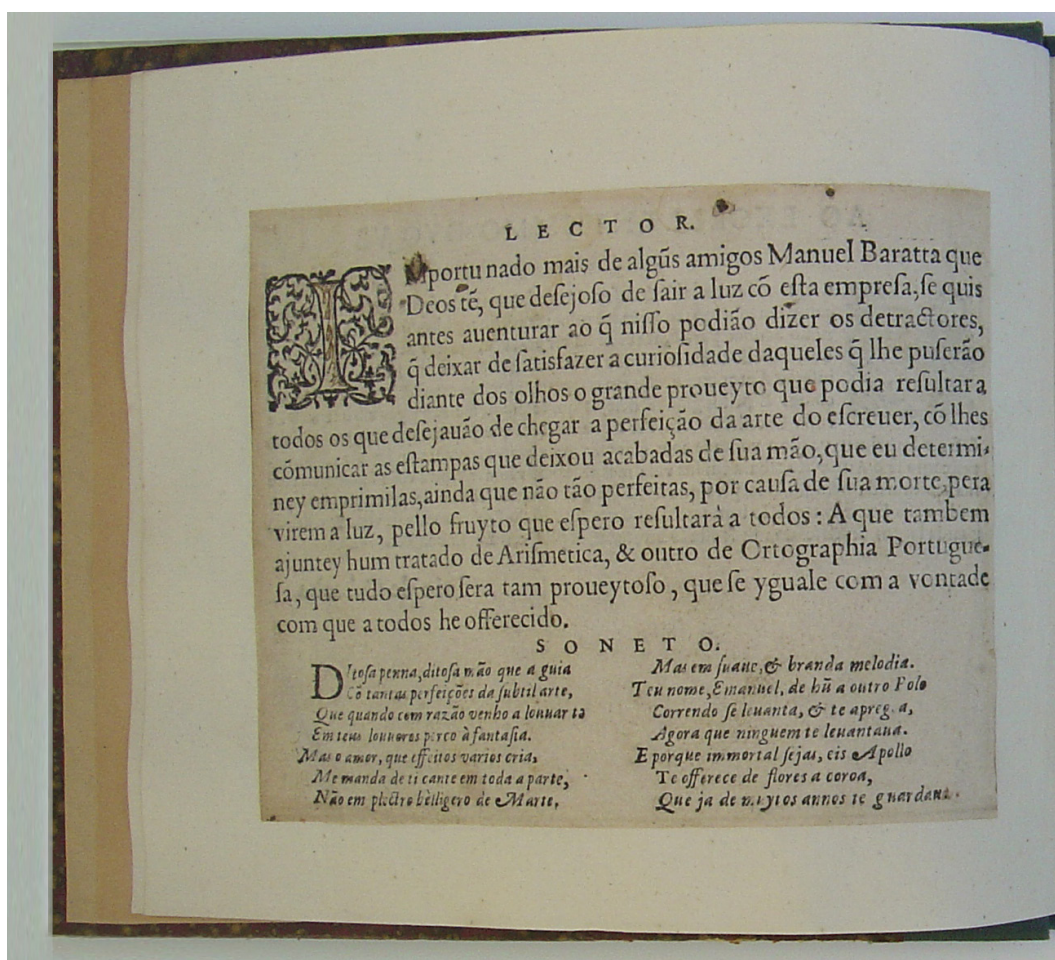 LECTOR.
Importunado mais de algũs amigos Manuel Baratta que
Deos tẽ, que deſejoſo de ſair a luz cõ eſta empreſa, ſe quis
antes auenturar ao q̃ niſſo podião dizer os detractores,
q̃ deixar de ſatisfazer a curioſidade daqueles q̃ lhe puſerão
diante dos olhos o grande proueyto que podia reſultar a
todos os que deſejauão de chegar a perfeição da arte do eſcreuer, cõ lhes
cõmunicar as eſtampas que deixou acabadas de ſua mão, que eu determi-
ney emprimilas, ainda que não tão perfeitas, por cauſa de ſua morte, pera
virem a luz, pello fruyto que eſpero reſultarà a todos: A que tambem
ajuntey hum tratado de Ariſmetica, & outro de Ortographia Portugue-
ſa, que tudo eſpero ſera tam proueytoſo, que ſe yguale com a vontade
com que a todos he offerecido.
SONETO.
Ditoſa penna, ditoſa mão que a guia
Cõ tantas perfeições da ſubtil arte,
Que quando com razão venho a louuar te
Em teus louuores perco à fantaſia.
Mas o amor, que effeitos varios cria,
Me manda de ti cante em toda a parte,
Não em plectro bèlligero de Marte,
Mas em ſuaue, & branda melodia.
Teu nome, Emanuel, de hũ a outro Polo
Correndo ſe leuanta, & te apregoa,
Agora que ninguem te leuantaua.
E porque immortal ſejas, eis Apollo
Te offerece de flores a coroa,
Que ja de muytos annos te guardaua.